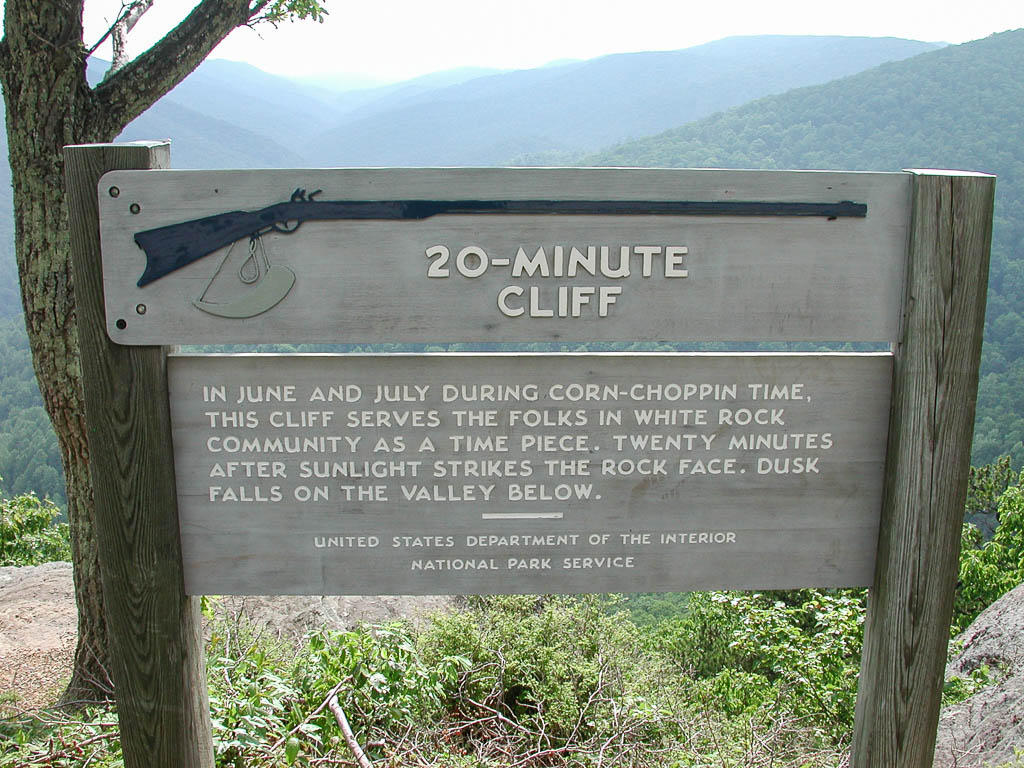 20-MINUTE
CLIFF
IN JUNE AND JULY DURING CORN-CHOPPIN TIME,
THIS CLIFF SERVES THE FOLKS IN WHITE ROCK
COMMUNITY AS A TIME PIECE. TWENTY MINUTES
AFTER SUNLIGHT STRIKES THE ROCK FACE. DUSK
FALLS ON THE VALLEY BELOW.
UNITED STATES DEPARTMENT OF THE INTERIOR
NATIONAL PARK SERVICE